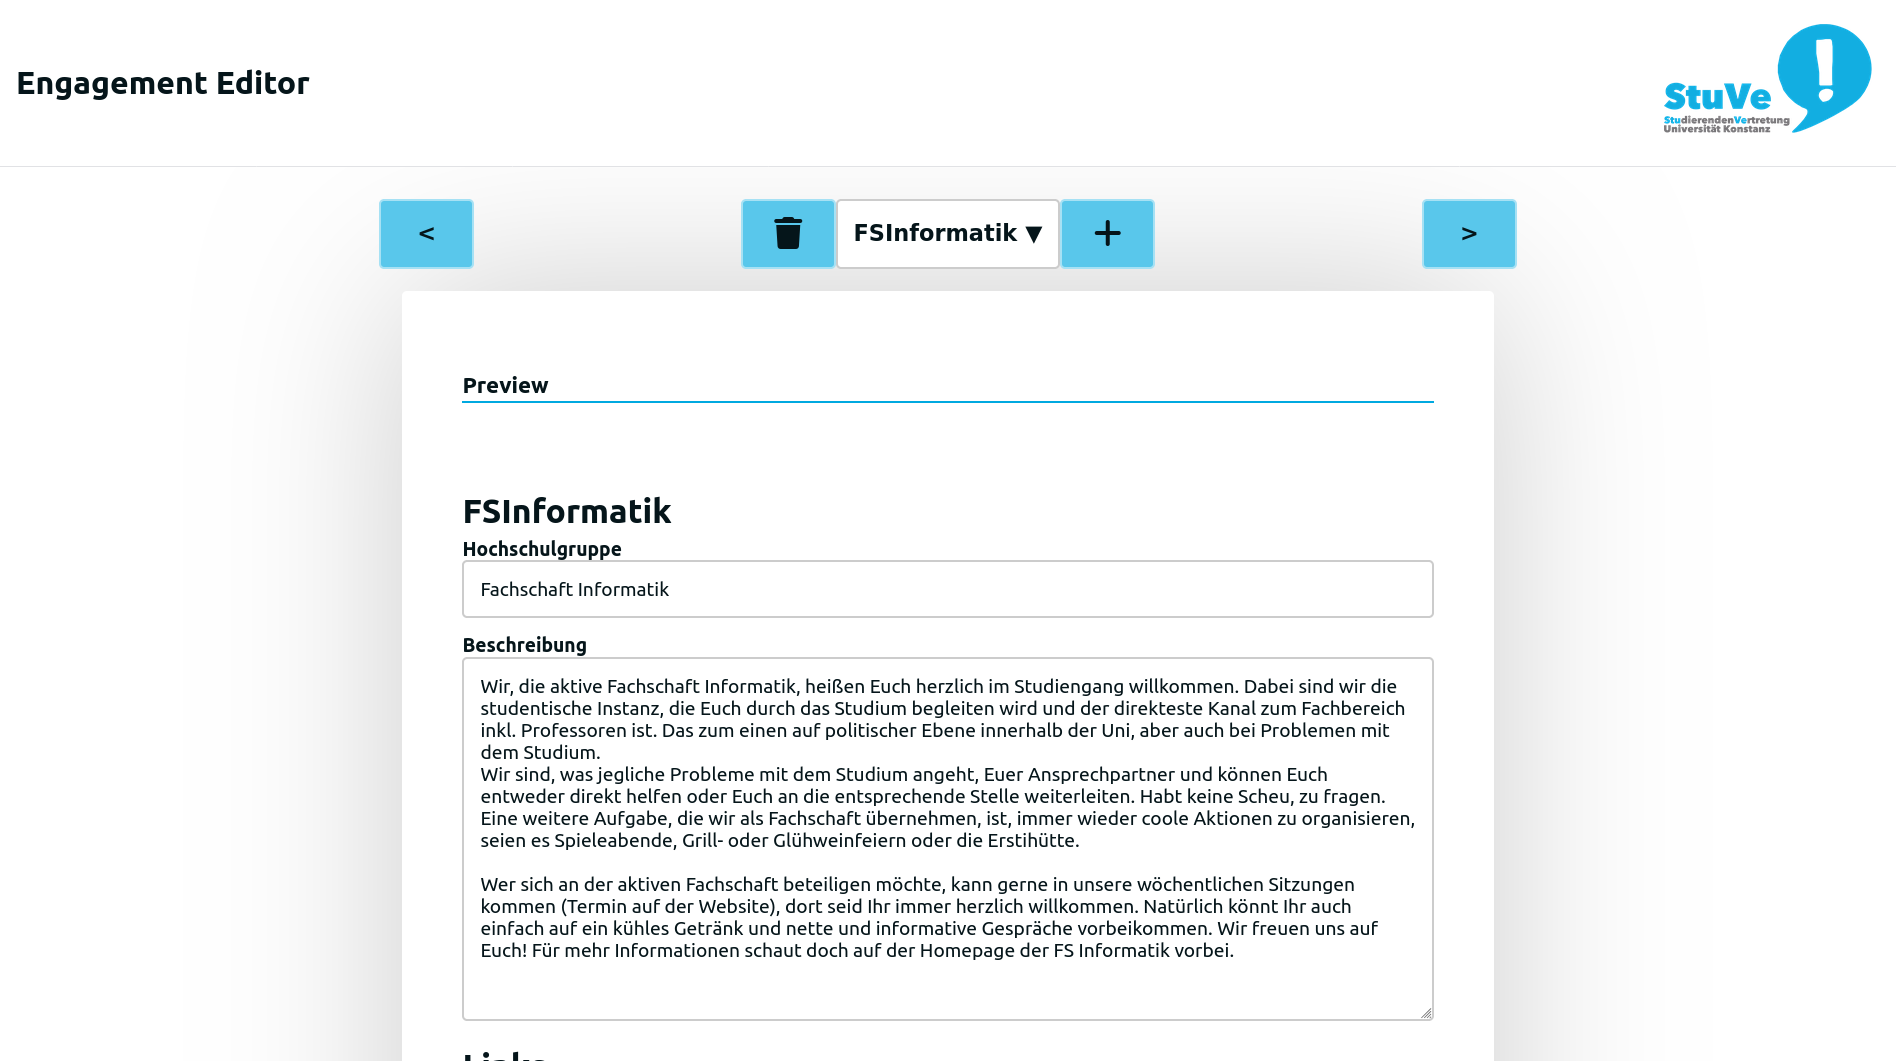 Engagement Editor
!
StuVe
StudierendenVertretung
Universität Konstanz
<
FSInformatik ▼
+
>
Preview
FSInformatik
Hochschulgruppe
Fachschaft Informatik
Beschreibung
Wir, die aktive Fachschaft Informatik, heißen Euch herzlich im Studiengang willkommen. Dabei sind wir die
studentische Instanz, die Euch durch das Studium begleiten wird und der direkteste Kanal zum Fachbereich
inkl. Professoren ist. Das zum einen auf politischer Ebene innerhalb der Uni, aber auch bei Problemen mit
dem Studium.
Wir sind, was jegliche Probleme mit dem Studium angeht, Euer Ansprechpartner und können Euch
entweder direkt helfen oder Euch an die entsprechende Stelle weiterleiten. Habt keine Scheu, zu fragen.
Eine weitere Aufgabe, die wir als Fachschaft übernehmen, ist, immer wieder coole Aktionen zu organisieren,
seien es Spieleabende, Grill- oder Glühweinfeiern oder die Erstihütte.
Wer sich an der aktiven Fachschaft beteiligen möchte, kann gerne in unsere wöchentlichen Sitzungen
kommen (Termin auf der Website), dort seid Ihr immer herzlich willkommen. Natürlich könnt Ihr auch
einfach auf ein kühles Getränk und nette und informative Gespräche vorbeikommen. Wir freuen uns auf
Euch! Für mehr Informationen schaut doch auf der Homepage der FS Informatik vorbei.